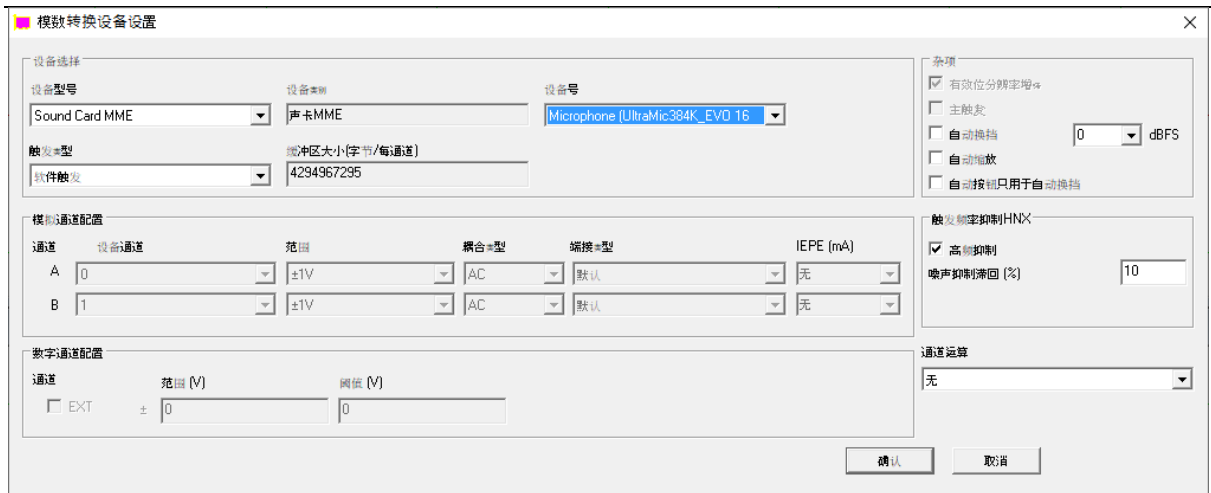 模数转换设备设置
设备选择
设备型号
设备类别
设备号
Sound Card MME
声卡MME
Microphone (UltraMic384K_EVO 16
触发类型
缓冲区大小(字节/每通道)
软件触发
4294967295
杂项
有效位分辨率增强
主触发
自动换挡
0
dBFS
自动缩放
自动按钮只用于自动换挡
模拟通道配置
通道
设备通道
范围
耦合类型
端接类型
IEPE (mA)
A
0
±1V
AC
默认
无
B
1
±1V
AC
默认
无
触发频率抑制HNX
高频抑制
噪声抑制滞回 (%)
10
数字通道配置
通道
范围 (V)
阈值 (V)
EXT
±
0
0
通道运算
无
确认
取消